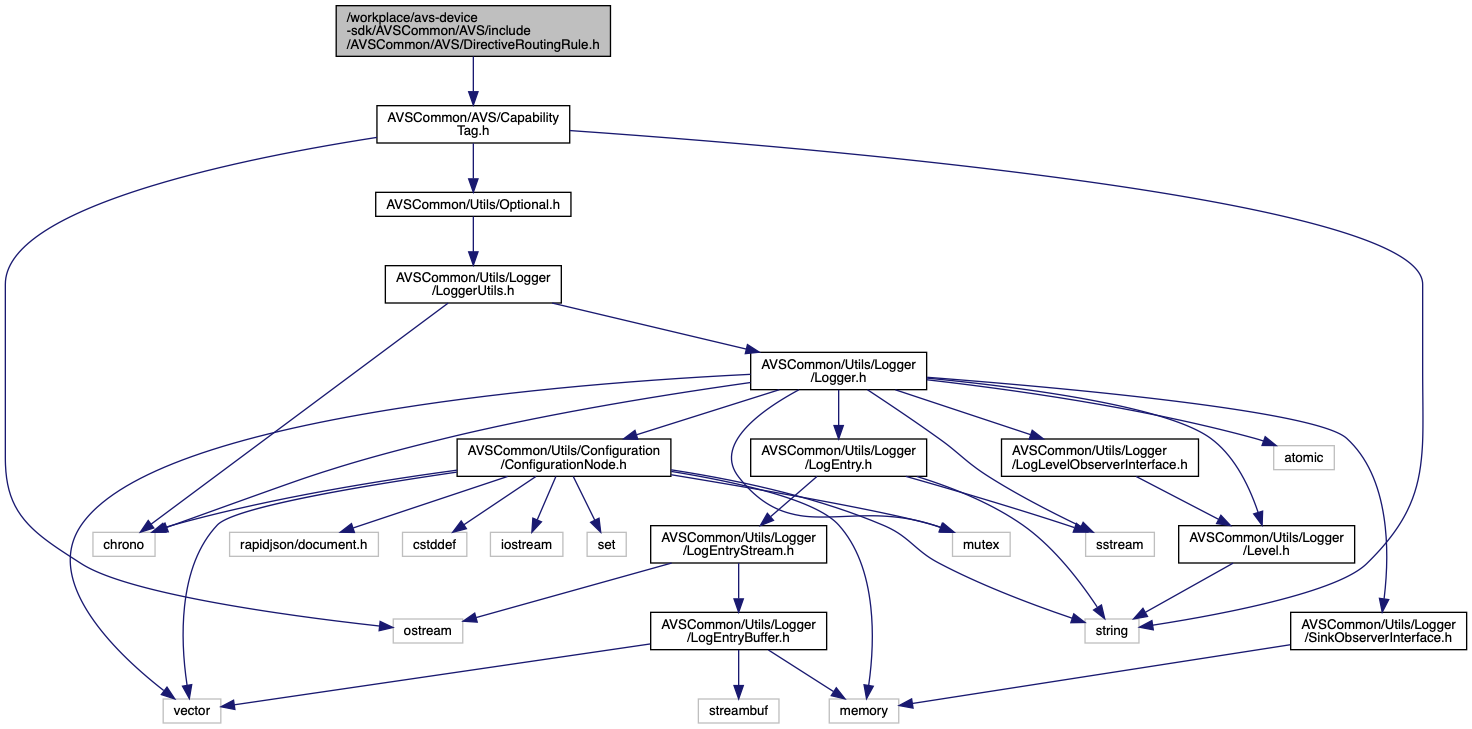 /workplace/avs-device
-sdk/AVSCommon/AVS/include
/AVSCommon/AVS/DirectiveRoutingRule.h
AVSCommon/AVS/Capability
Tag.h
AVSCommon/Utils/Optional.h
AVSCommon/Utils/Logger
/LoggerUtils.h
AVSCommon/Utils/Logger
/Logger.h
AVSCommon/Utils/Configuration
/ConfigurationNode.h
AVSCommon/Utils/Logger
/LogEntry.h
AVSCommon/Utils/Logger
/LogLevelObserverInterface.h
atomic
chrono
rapidjson/document.h
cstddef
iostream
set
AVSCommon/Utils/Logger
/LogEntryStream.h
mutex
sstream
AVSCommon/Utils/Logger
/Level.h
ostream
AVSCommon/Utils/Logger
/LogEntryBuffer.h
string
AVSCommon/Utils/Logger
/SinkObserverInterface.h
vector
streambuf
memory